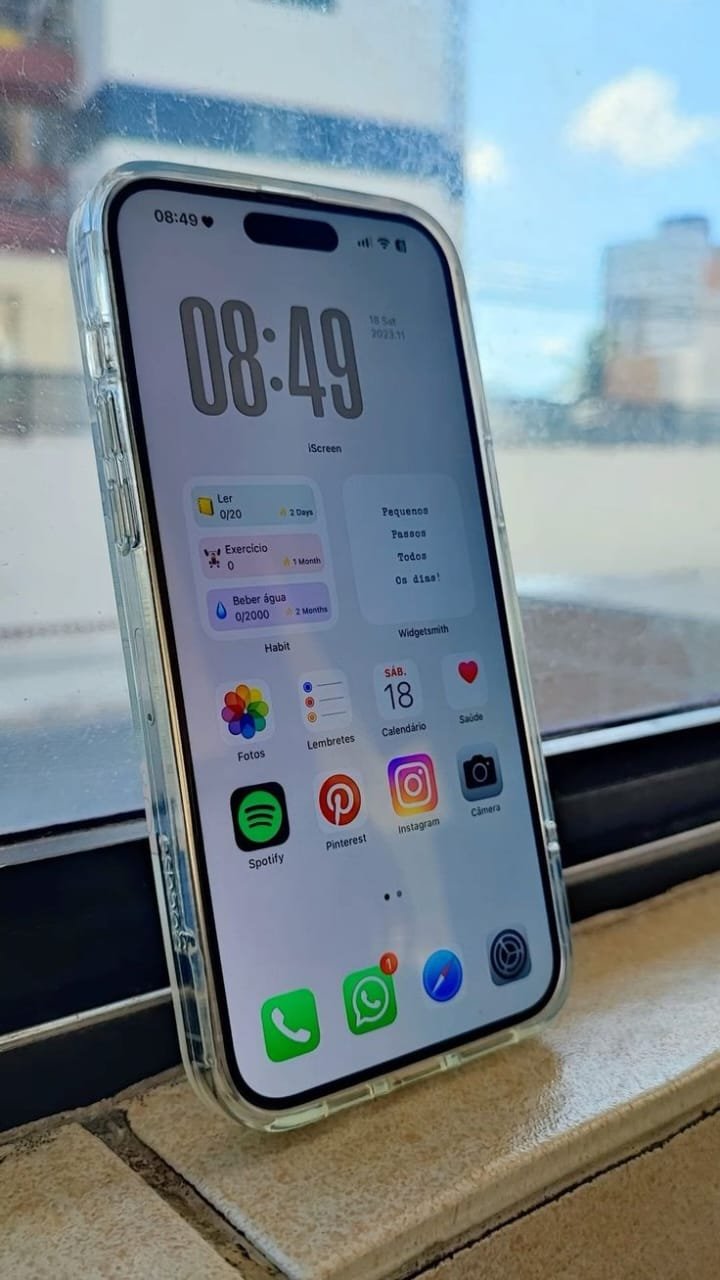 08:49
08:49
18 Sat
2023.11
iScreen
Ler
0/20
2 Days
Exercício
0
1 Month
Beber água
0/2000
2 Months
Habit
Pequenos
Passos
Todos
Os dias!
Widgetsmith
Fotos
Lembretes
SÁB.
18
Calendário
Saúde
Spotify
Pinterest
Instagram
Câmera
1